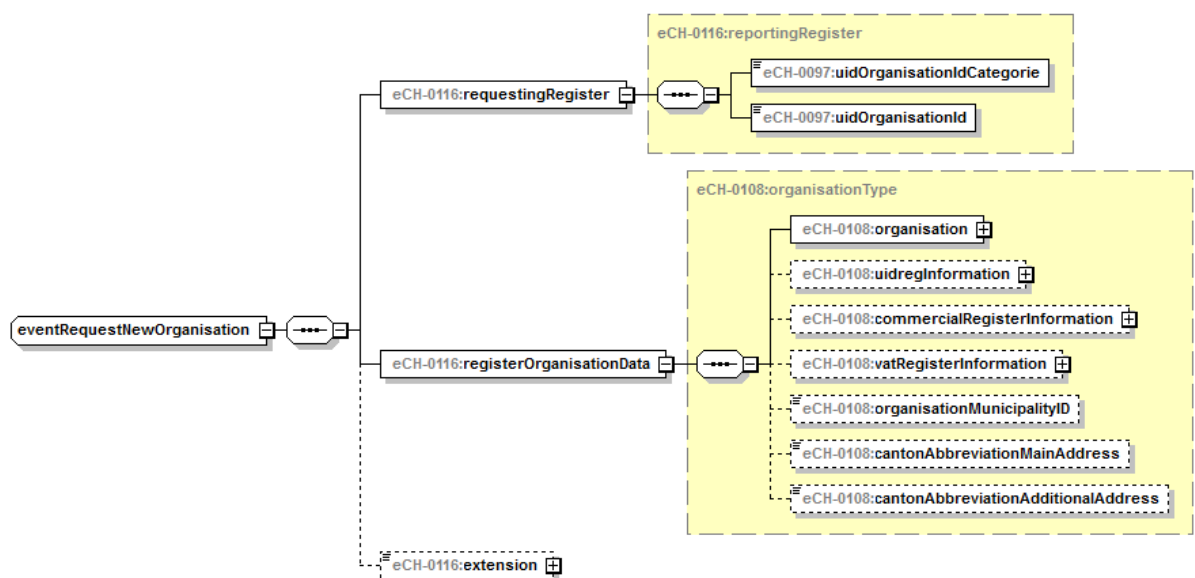 eCH-0116:reportingRegister
eCH-0097:uidOrganisationIdCategorie
eCH-0116:requestingRegister
eCH-0097:uidOrganisationId
eCH-0108:organisationType
eCH-0108:organisation
eCH-0108:uidregInformation
eCH-0108:commercialRegisterInformation
eventRequestNewOrganisation
eCH-0116:registerOrganisationData
eCH-0108:vatRegisterInformation
eCH-0108:organisationMunicipalityID
eCH-0108:cantonAbbreviationMainAddress
eCH-0108:cantonAbbreviationAdditionalAddress
eCH-0116:extension